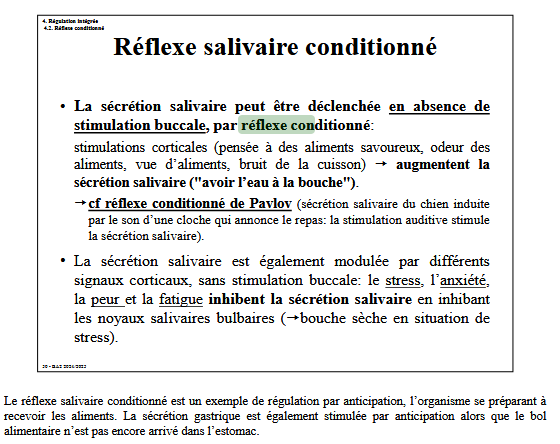 4. Régulation intégrée
4.2. Réflexe conditionné
Réflexe salivaire conditionné
• La sécrétion salivaire peut être déclenchée en absence de
stimulation buccale, par réflexe conditionné:
stimulations corticales (pensée à des aliments savoureux, odeur des
aliments, vue d’aliments, bruit de la cuisson) → augmentent la
sécrétion salivaire ("avoir l’eau à la bouche").
→cf réflexe conditionné de Pavlov (sécrétion salivaire du chien induite
par le son d’une cloche qui annonce le repas: la stimulation auditive stimule
la sécrétion salivaire).
• La sécrétion salivaire est également modulée par différents
signaux corticaux, sans stimulation buccale: le stress, l’anxiété,
la peur et la fatigue inhibent la sécrétion salivaire en inhibant
les noyaux salivaires bulbaires (→bouche sèche en situation de
stress).
2021/2022
Le réflexe salivaire conditionné est un exemple de régulation par anticipation, l’organisme se préparant à
recevoir les aliments. La sécrétion gastrique est également stimulée par anticipation alors que le bol
alimentaire n’est pas encore arrivé dans l’estomac.